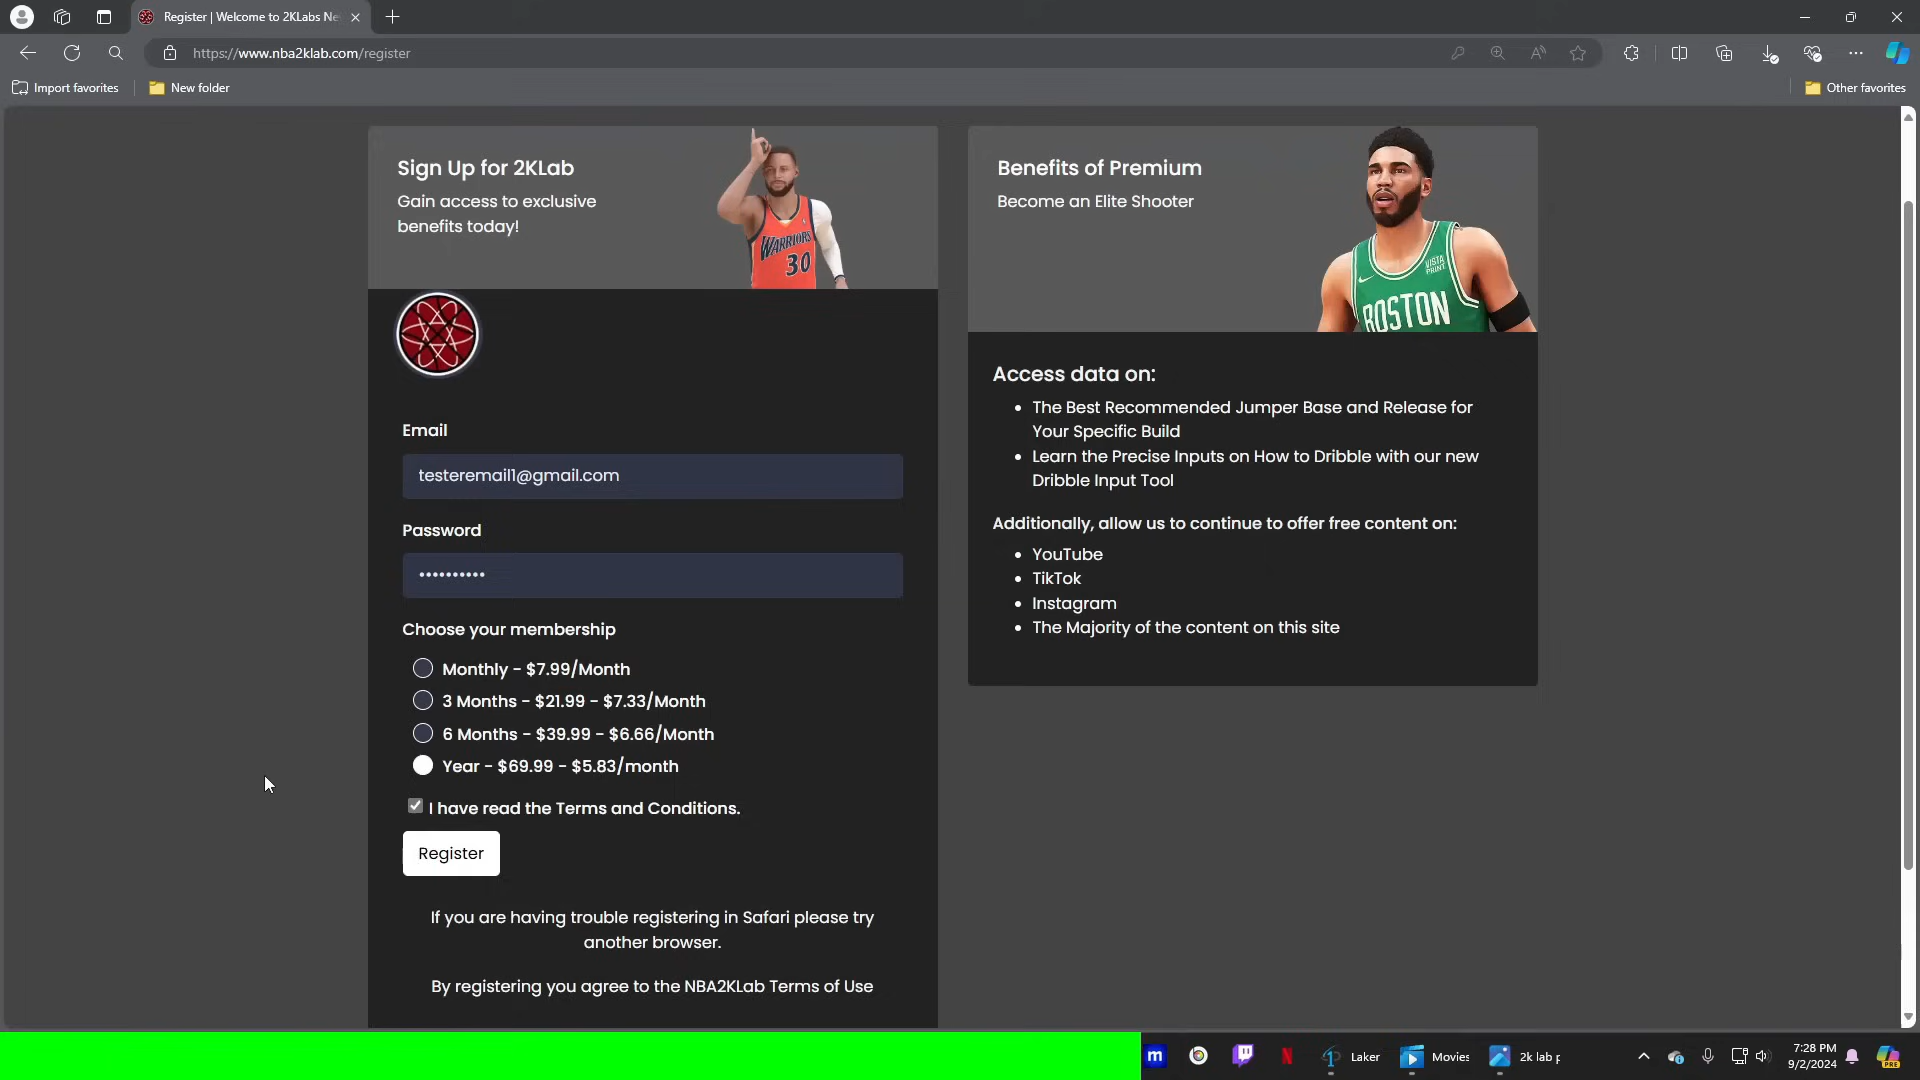 Register | Welcome to 2KLabs Ne
https://www.nba2klab.com/register
Import favorites
New folder
Other favorites
Sign Up for 2KLab
Gain access to exclusive
benefits today!
WARRIORS
30
Benefits of Premium
Become an Elite Shooter
VISTA
PRINT
BOSTON
Email
testeremail1@gmail.com
Password
••••••••••
Choose your membership
Monthly - $7.99/Month
3 Months - $21.99 - $7.33/Month
6 Months - $39.99 - $6.66/Month
Year - $69.99 - $5.83/month
I have read the Terms and Conditions.
Register
If you are having trouble registering in Safari please try
another browser.
By registering you agree to the NBA2KLab Terms of Use
Access data on:
• The Best Recommended Jumper Base and Release for
Your Specific Build
• Learn the Precise Inputs on How to Dribble with our new
Dribble Input Tool
Additionally, allow us to continue to offer free content on:
• YouTube
• TikTok
• Instagram
• The Majority of the content on this site
m
N
Laker
Movies
2k lab p
7:28 PM
9/2/2024
PRE